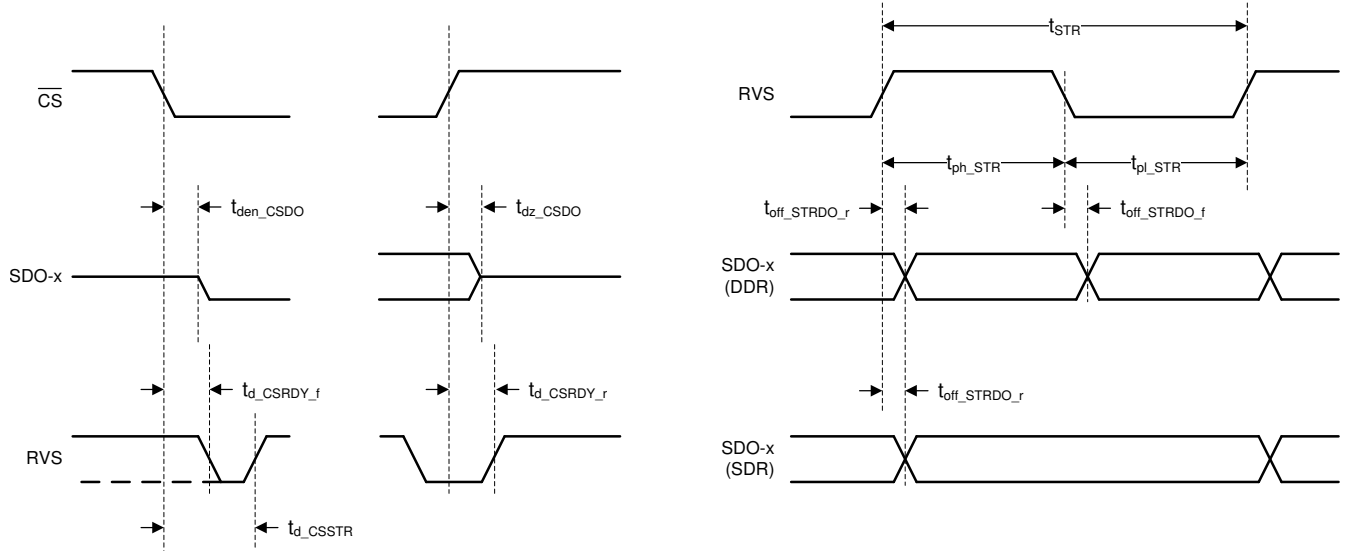 CS
t_den_CSDO
t_dz_CSDO
SDO-x
t_d_CSRDY_f
t_d_CSRDY_r
RVS
t_d_CSSTR
t_STR
RVS
t_ph_STR
t_pl_STR
t_off_STRDO_r
t_off_STRDO_f
SDO-x
(DDR)
t_off_STRDO_r
SDO-x
(SDR)